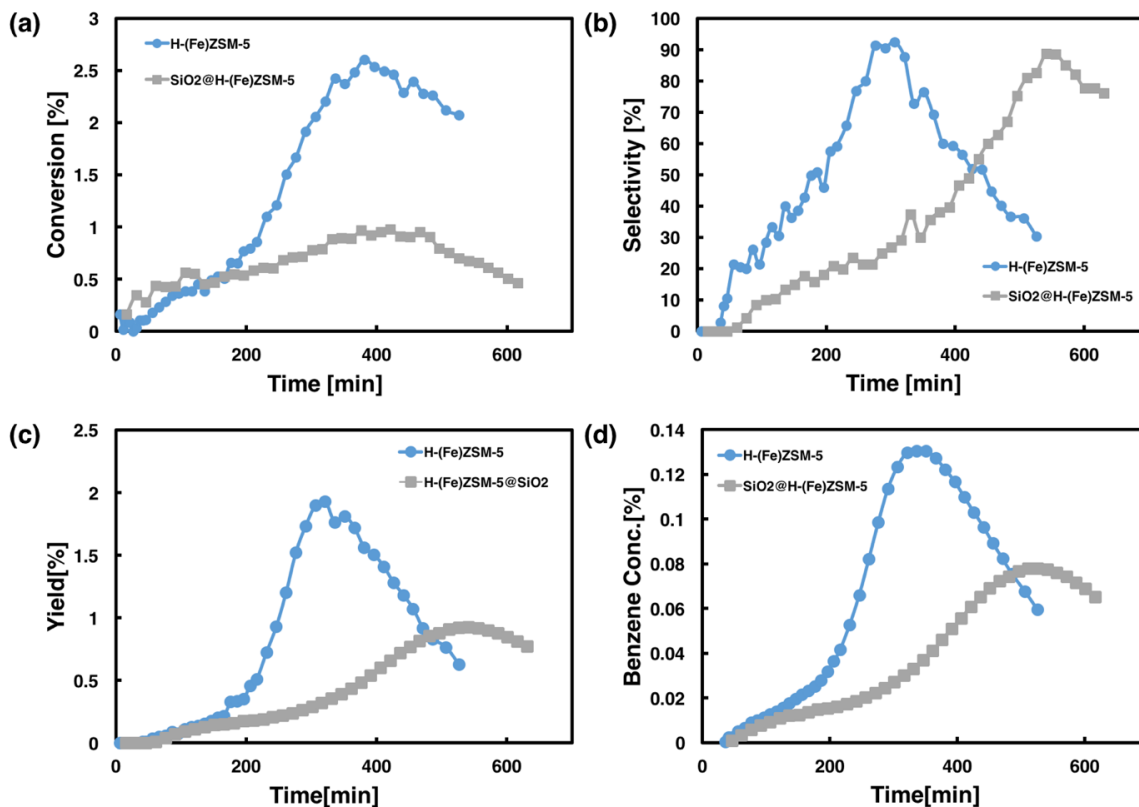 (a)
3
2.5
2
1.5
1
0.5
0
Conversion [%]
H-(Fe)ZSM-5
SiO2@H-(Fe)ZSM-5
0 200 400 600
Time [min]
(b)
100
90
80
70
60
50
40
30
20
10
0
Selectivity [%]
H-(Fe)ZSM-5
SiO2@H-(Fe)ZSM-5
0 200 400 600
Time [min]
(c)
2.5
2
1.5
1
0.5
0
Yield[%]
H-(Fe)ZSM-5
H-(Fe)ZSM-5@SiO2
0 200 400 600
Time[min]
(d)
0.14
0.12
0.1
0.08
0.06
0.04
0.02
0
Benzene Conc.[%]
H-(Fe)ZSM-5
SiO2@H-(Fe)ZSM-5
0 200 400 600
Time[min]